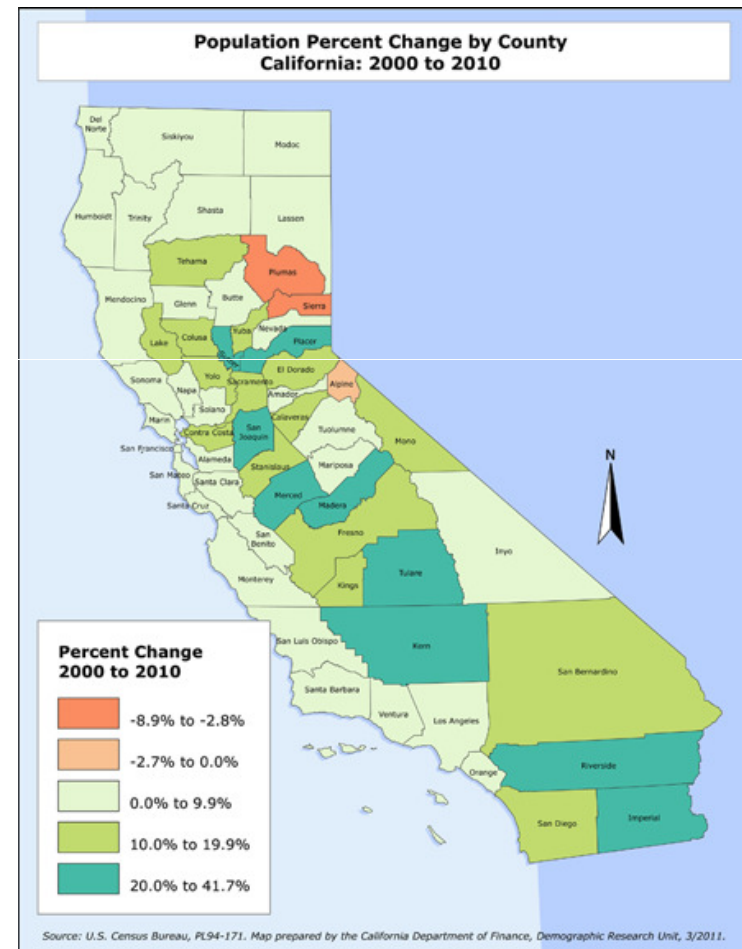 Population Percent Change by County
California: 2000 to 2010
Del
Norte
Siskiyou
Modoc
Humboldt
Trinity
Shasta
Lassen
Tehama
Plumas
Mendocino
Glenn
Butte
Sierra
Lake
Colusa
Yuba
Nevada
Sutter
Placer
Sonoma
Napa
Yolo
Sacramento
El Dorado
Alpine
Solano
Amador
Marin
Contra Costa
San
Joaquin
Calaveras
Tuolumne
Mono
San Francisco
Alameda
Stanislaus
Mariposa
San Mateo
Santa Clara
Santa Cruz
Merced
Madera
San
Benito
Fresno
Inyo
Monterey
Kings
Tulare
San Luis Obispo
Kern
San Bernardino
Santa Barbara
Ventura
Los Angeles
Orange
Riverside
San Diego
Imperial
N
Percent Change
2000 to 2010
-8.9% to -2.8%
-2.7% to 0.0%
0.0% to 9.9%
10.0% to 19.9%
20.0% to 41.7%
Source: U.S. Census Bureau, PL94-171. Map prepared by the California Department of Finance, Demographic Research Unit, 3/2011.